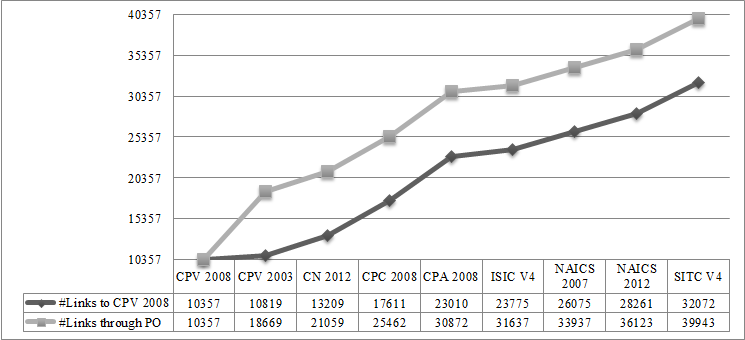 40357
35357
30357
25357
20357
15357
10357
CPV 2008 CPV 2003 CN 2012 CPC 2008 CPA 2008 ISIC V4 NAICS 2007 NAICS 2012 SITC V4
#Links to CPV 2008 10357 10819 13209 17611 23010 23775 26075 28261 32072
#Links through PO 10357 18669 21059 25462 30872 31637 33937 36123 39943